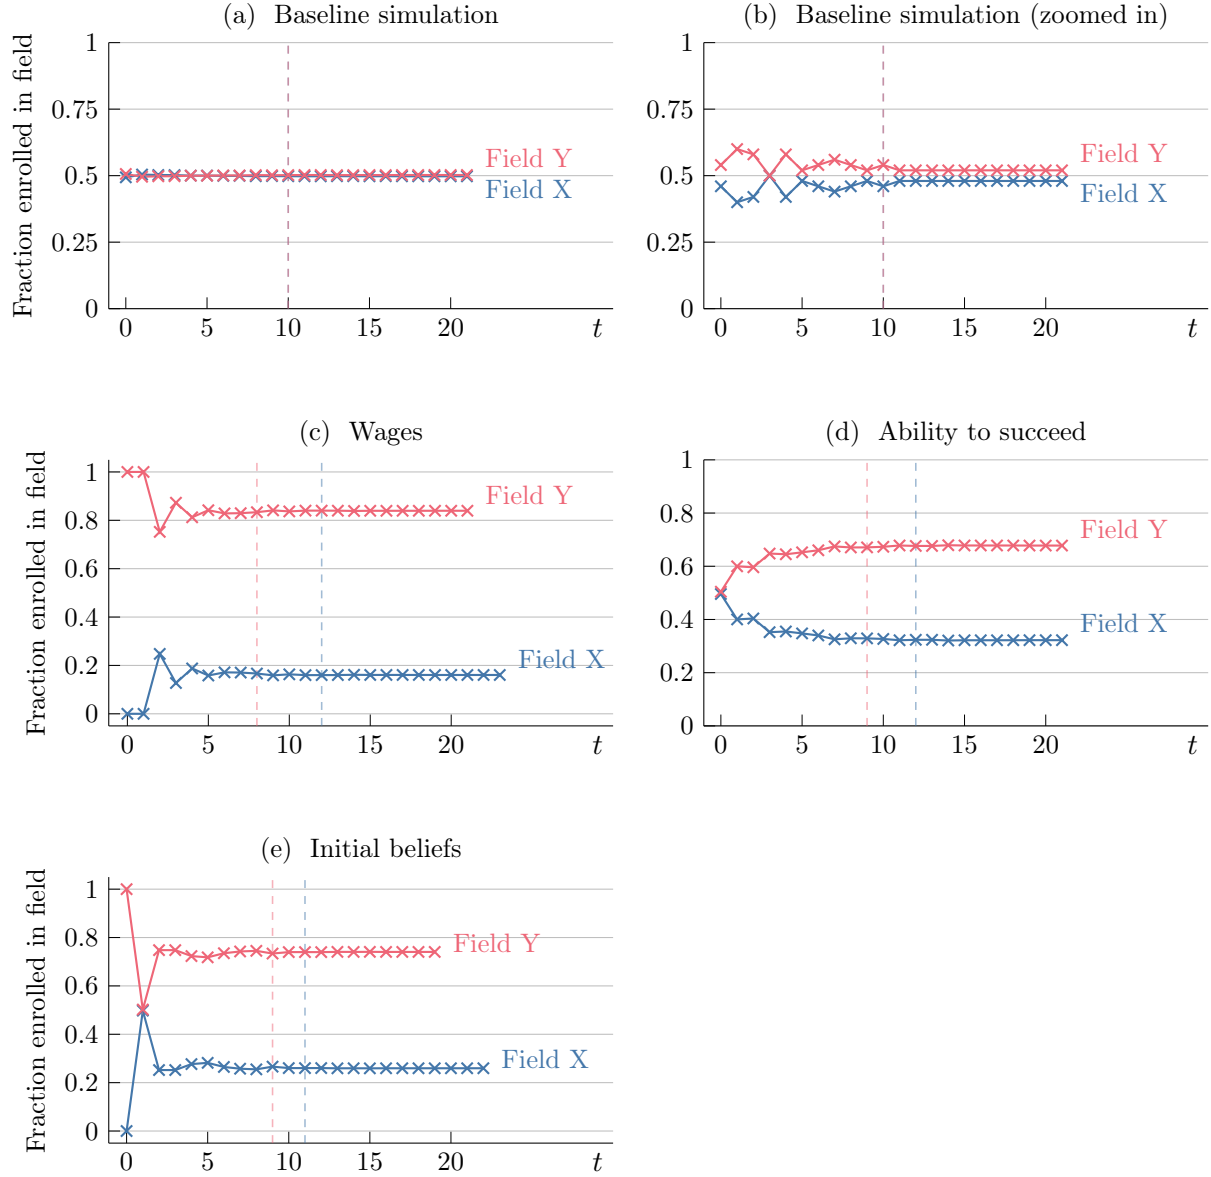 (a) Baseline simulation
Fraction enrolled in field
1
0.75
0.5
0.25
0
Field Y
Field X
0 5 10 15 20 t
(b) Baseline simulation (zoomed in)
1
0.75
0.5
0.25
0
Field Y
Field X
0 5 10 15 20 t
(c) Wages
Fraction enrolled in field
1
0.8
0.6
0.4
0.2
0
Field Y
Field X
0 5 10 15 20 t
(d) Ability to succeed
1
0.8
0.6
0.4
0.2
0
Field Y
Field X
0 5 10 15 20 t
(e) Initial beliefs
Fraction enrolled in field
1
0.8
0.6
0.4
0.2
0
Field Y
Field X
0 5 10 15 20 t